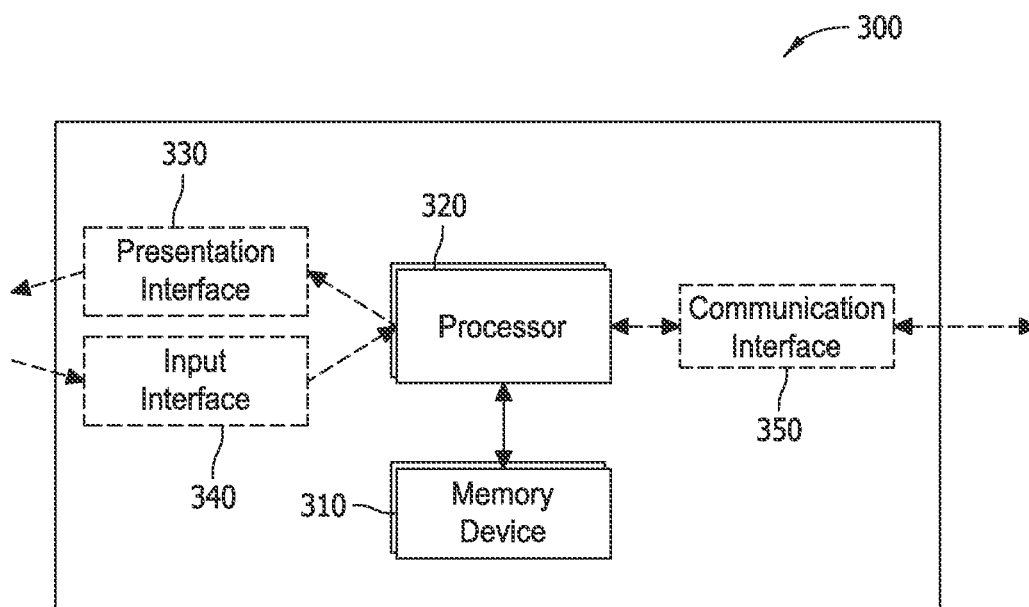 300
330
320
Presentation
Interface
Processor
Communication
Interface
Input
Interface
350
340
310
Memory
Device